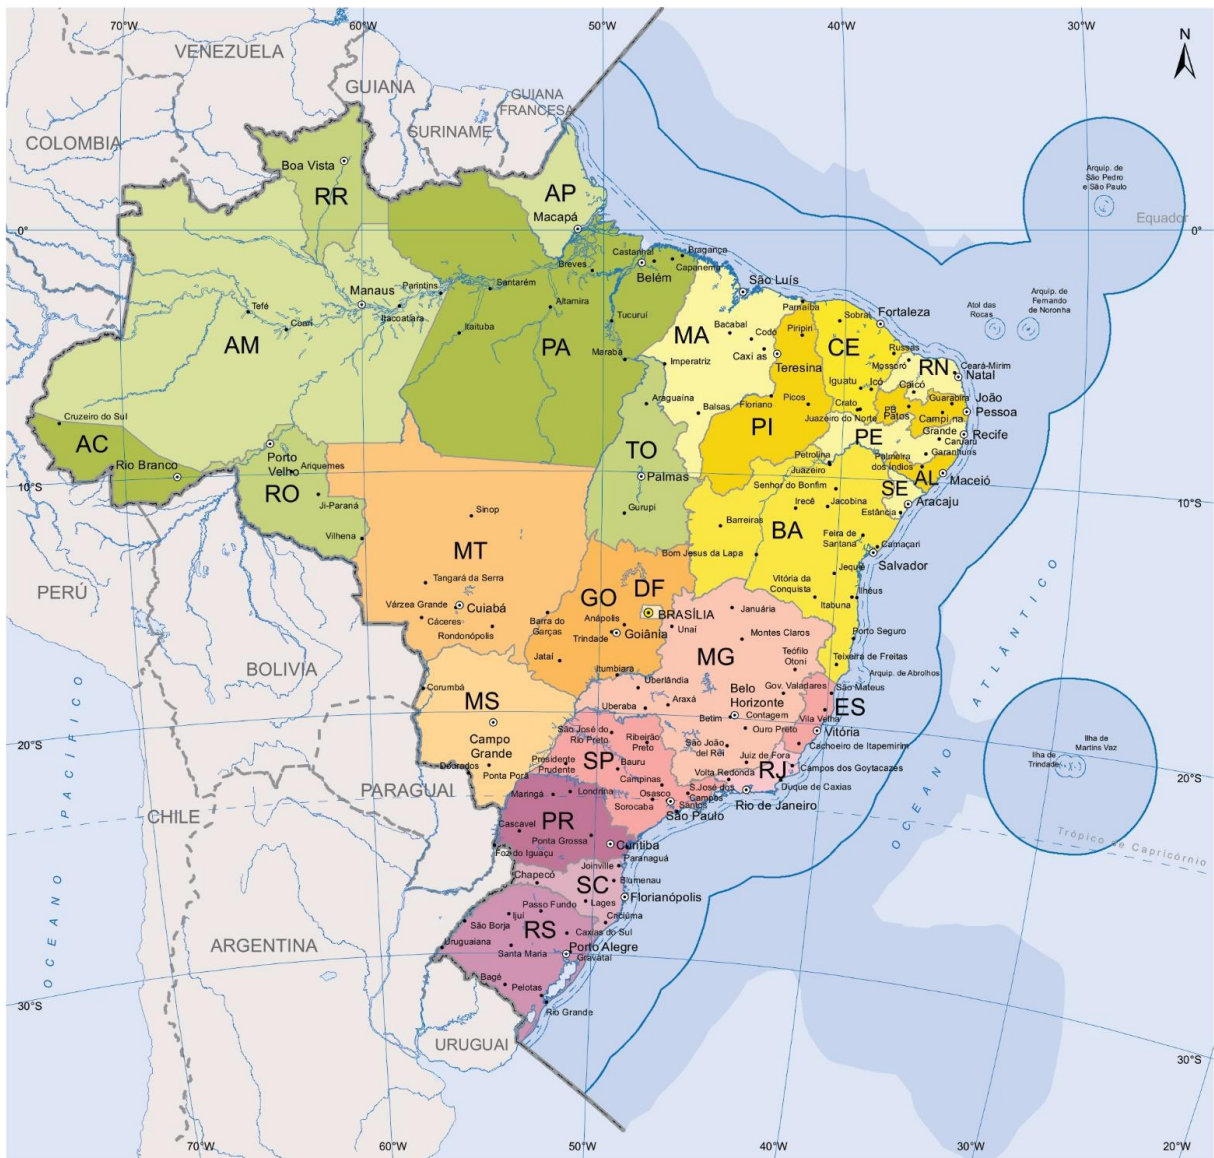 70°W
60°W
50°W
40°W
30°W
N
VENEZUELA
GUIANA
GUIANA
FRANCESA
SURINAME
COLOMBIA
Boa Vista
RR
AP
Macapá
Arquip. de
São Pedro
e São Paulo
Equador
0°
0°
Castanhal
Bragança
Capanema
Breves
Belém
São Luís
Manaus
Parintins
Santarém
Itacoatiara
Tefé
Coari
AM
Altamira
Itaituba
Tucuruí
PA
Marabá
MA
Bacabal
Codó
Caxi as
Imperatriz
Parnaíba
Piripiri
Teresina
Sobral
Fortaleza
CE
Atol das
Rocas
Arquip. de
Fernando
de Noronha
Russas
Mossoró
RN
Ceará-Mirim
Natal
Iguatu
Icó
Caicó
Araguaína
Balsas
Floriano
Picos
Crato
Juazeiro do Norte
PB
Patos
Guarabira
João
Pessoa
Campi na
Grande
Cruzeiro do Sul
AC
Rio Branco
Porto
Velho
Ariquemes
RO
Ji-Paraná
Vilhena
TO
Palmas
Gurupi
PI
PE
Recife
Caruaru
Garanhuns
Petrolina
Juazeiro
Palmeira
dos Índios
AL
Maceió
Senhor do Bonfim
SE
Aracaju
Estância
10°S
10°S
Irecê
Jacobina
Barreiras
BA
Feira de
Santana
Camaçari
Salvador
Bom Jesus da Lapa
Jequié
Vitória da
Conquista
Ilhéus
Itabuna
Sinop
MT
Tangará da Serra
Várzea Grande
Cuiabá
Cáceres
Rondonópolis
Barra do
Garças
GO
DF
BRASÍLIA
Anápolis
Trindade
Goiânia
Unaí
Jataí
Itumbiara
Januária
Montes Claros
MG
Porto Seguro
Teófilo
Otoni
Teixeira de Freitas
Arquip. de Abrolhos
PERÚ
BOLIVIA
Corumbá
MS
Campo
Grande
Dourados
Ponta Porã
Uberlândia
Araxá
Uberaba
Belo
Horizonte
Gov. Valadares
São Mateus
ES
Betim
Contagem
Vila Velha
Vitória
Ouro Preto
Cachoeiro de Itapemirim
São João
del Rei
Juiz de Fora
São José do
Rio Preto
Ribeirão
Preto
SP
Presidente
Prudente
Bauru
Campinas
Volta Redonda
RJ
Campos dos Goytacazes
Duque de Caxias
Rio de Janeiro
S.José dos
Campos
Osasco
Sorocaba
Santos
São Paulo
20°S
20°S
Ilha de
Martins Vaz
Ilha de
Trindade
OCEANO ATLÂNTICO
OCEANO PACÍFICO
Trópico de Capricórnio
PARAGUAI
CHILE
ARGENTINA
URUGUAI
Maringá
Londrina
PR
Cascavel
Ponta Grossa
Foz do Iguaçu
Curitiba
Paranaguá
Joinville
Chapecó
SC
Blumenau
Florianópolis
Lages
Criciúma
Passo Fundo
Ijuí
São Borja
RS
Caxias do Sul
Uruguaiana
Santa Maria
Porto Alegre
Gravataí
Bagé
Pelotas
Rio Grande
30°S
30°S
70°W
60°W
50°W
40°W
30°W
20°W